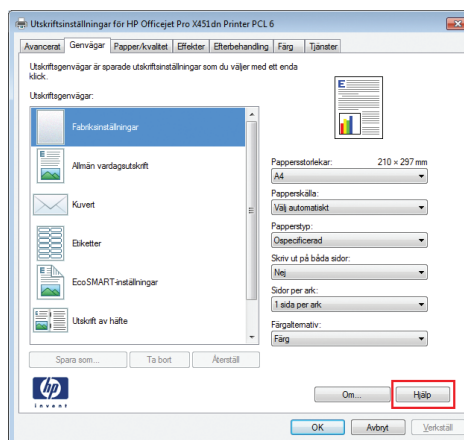 Utskriftsinställningar för HP Officejet Pro X451dn Printer PCL 6
Avancerat Genvägar Papper/kvalitet Effekter Efterbehandling Färg Tjänster
Utskriftsgenvägar är sparade utskriftsinställningar som du väljer med ett enda
klick.
Utskriftsgenvägar:
Fabriksinställningar
Allmän vardagsutskrift
Kuvert
Etiketter
EcoSMART-inställningar
Utskrift av häfte
Spara som... Ta bort Återställ
Pappersstorlekar: 210 × 297 mm
A4
Papperskälla:
Välj automatiskt
Papperstyp:
Ospecificerad
Skriv ut på båda sidor:
Nej
Sidor per ark:
1 sida per ark
Färgalternativ:
Färg
hp
invent
Om... Hjälp
OK Avbryt Verkställ